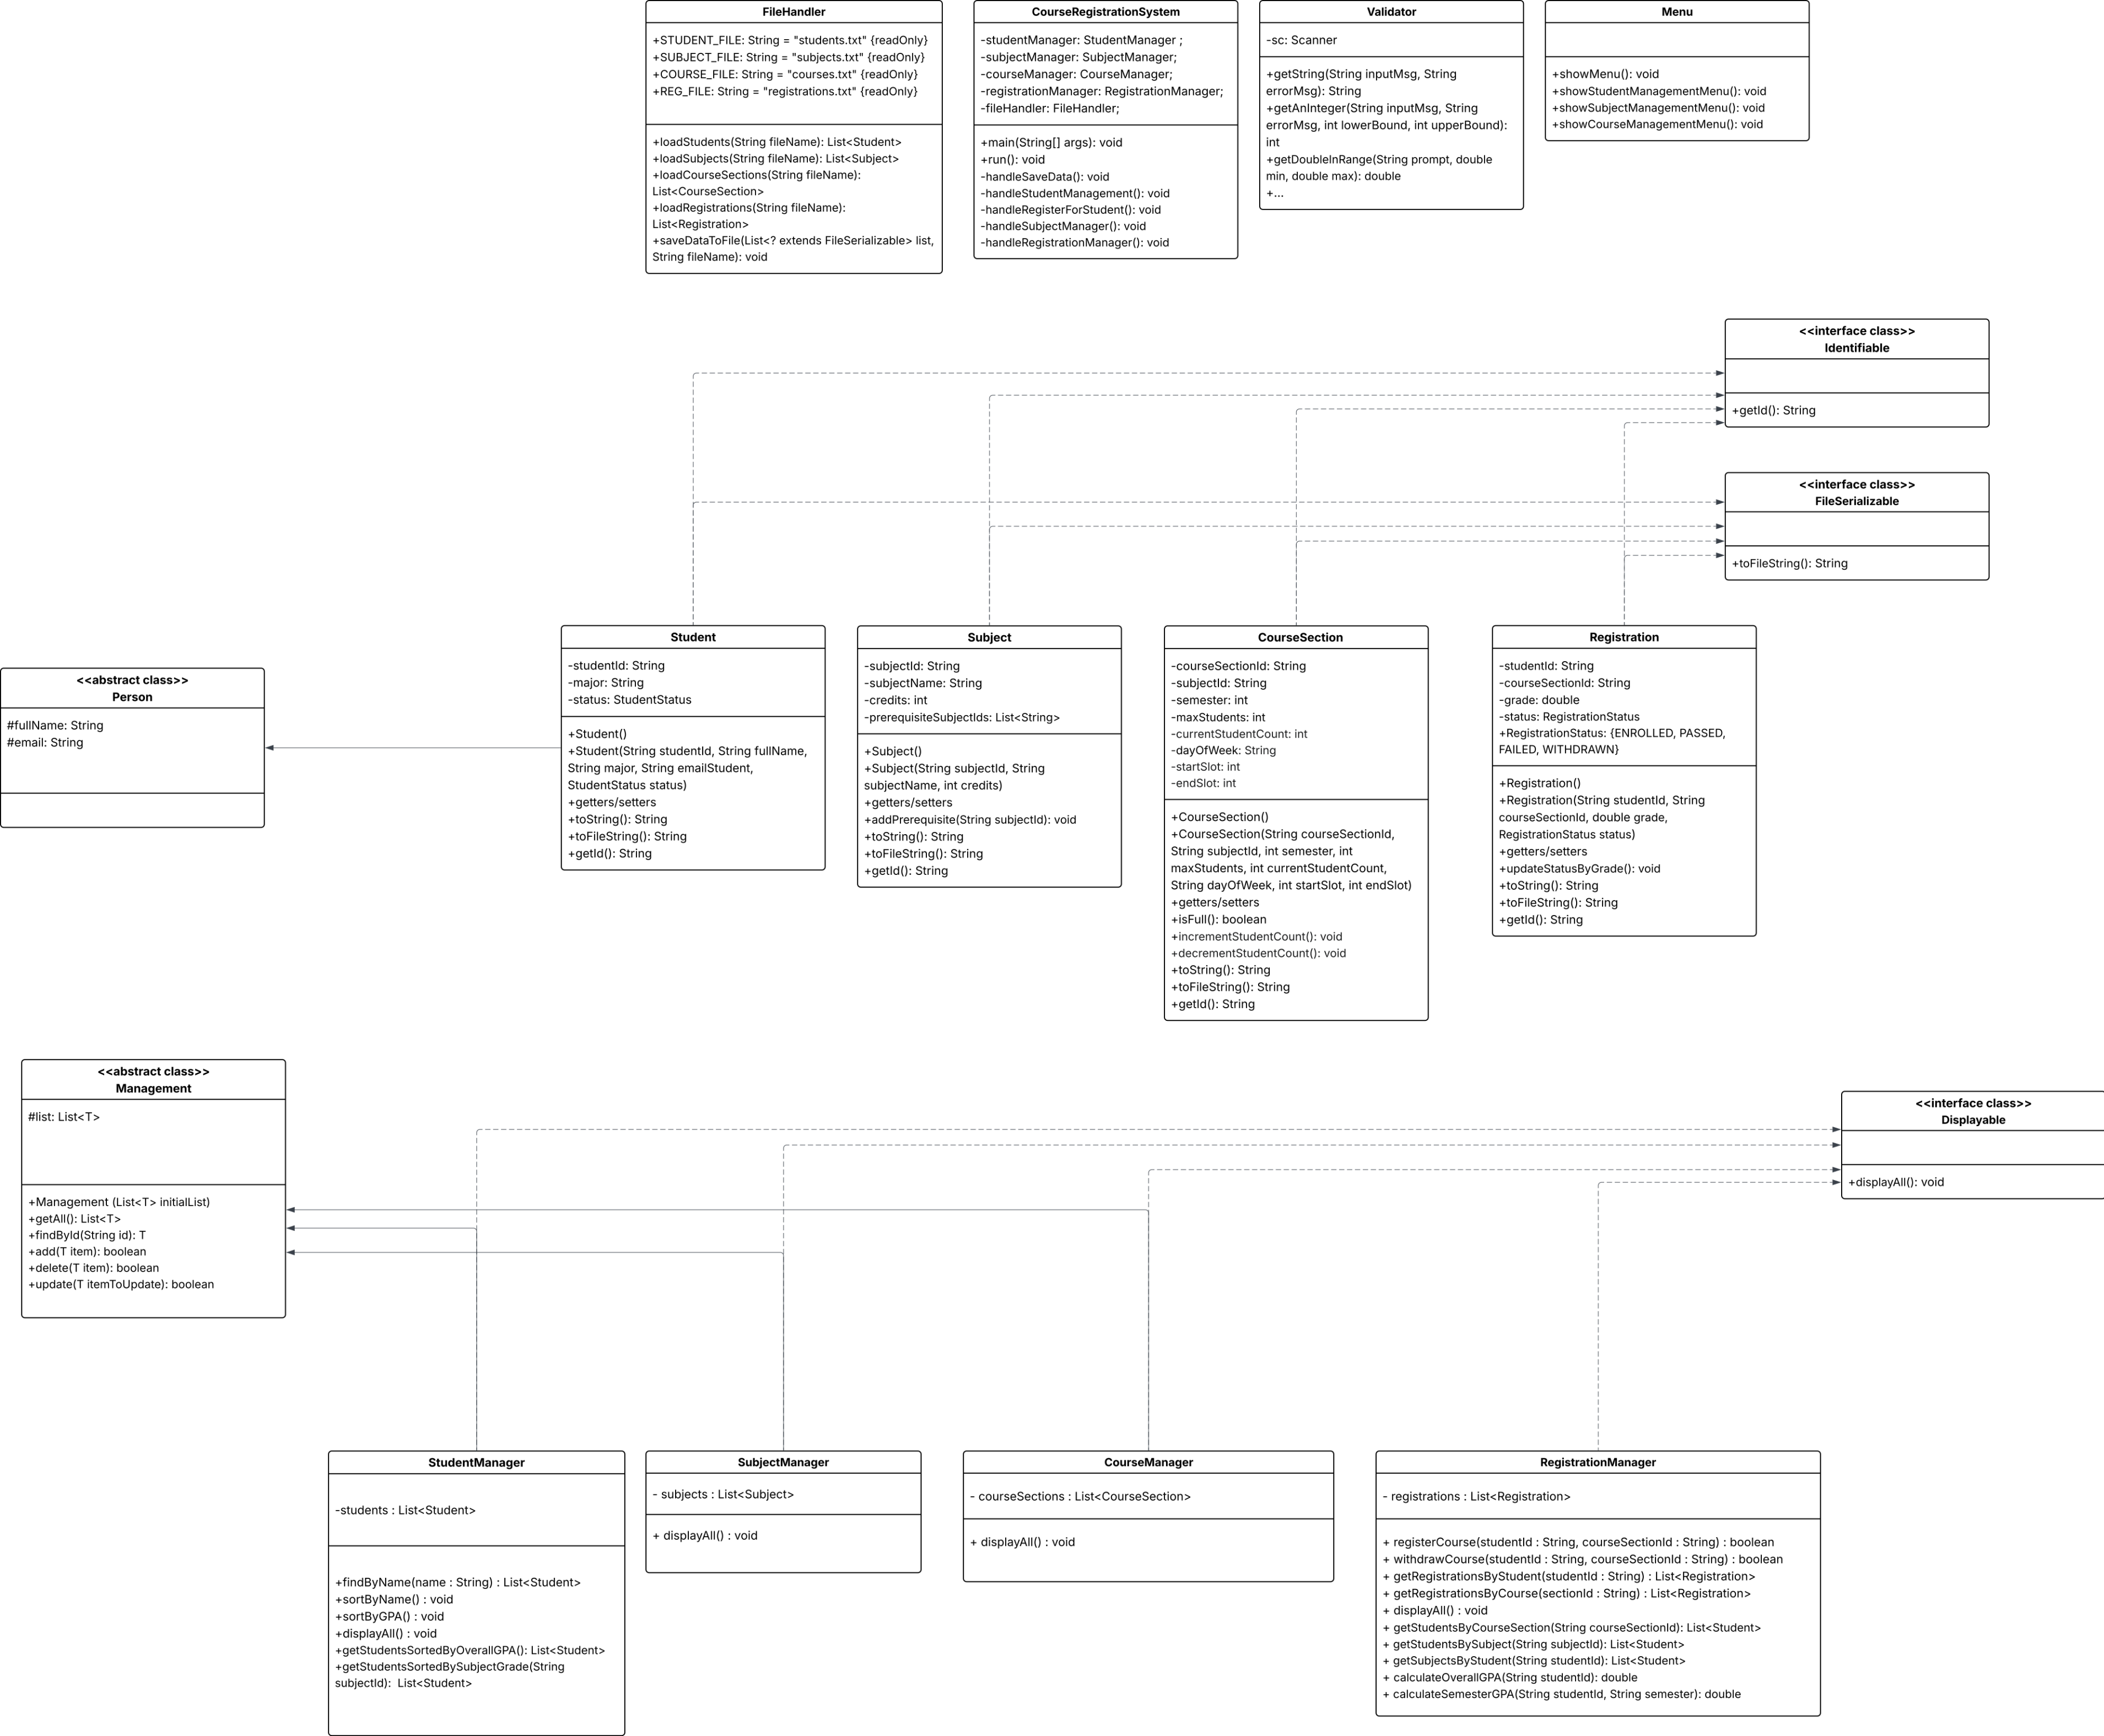 FileHandler
+STUDENT_FILE: String = "students.txt" {readOnly}
+SUBJECT_FILE: String = "subjects.txt" {readOnly}
+COURSE_FILE: String = "courses.txt" {readOnly}
+REG_FILE: String = "registrations.txt" {readOnly}
+loadStudents(String fileName): List<Student>
+loadSubjects(String fileName): List<Subject>
+loadCourseSections(String fileName):
List<CourseSection>
+loadRegistrations(String fileName):
List<Registration>
+saveDataToFile(List<? extends FileSerializable> list,
String fileName): void
CourseRegistrationSystem
-studentManager: StudentManager ;
-subjectManager: SubjectManager;
-courseManager: CourseManager;
-registrationManager: RegistrationManager;
-fileHandler: FileHandler;
+main(String[] args): void
+run(): void
-handleSaveData(): void
-handleStudentManagement(): void
-handleRegisterForStudent(): void
-handleSubjectManager(): void
-handleRegistrationManager(): void
Validator
-sc: Scanner
+getString(String inputMsg, String
errorMsg): String
+getAnInteger(String inputMsg, String
errorMsg, int lowerBound, int upperBound):
int
+getDoubleInRange(String prompt, double
min, double max): double
+...
Menu
+showMenu(): void
+showStudentManagementMenu(): void
+showSubjectManagementMenu(): void
+showCourseManagementMenu(): void
<<interface class>>
Identifiable
+getId(): String
<<interface class>>
FileSerializable
+toFileString(): String
<<abstract class>>
Person
#fullName: String
#email: String
Student
-studentId: String
-major: String
-status: StudentStatus
+Student()
+Student(String studentId, String fullName,
String major, String emailStudent,
StudentStatus status)
+getters/setters
+toString(): String
+toFileString(): String
+getId(): String
Subject
-subjectId: String
-subjectName: String
-credits: int
-prerequisiteSubjectIds: List<String>
+Subject()
+Subject(String subjectId, String
subjectName, int credits)
+getters/setters
+addPrerequisite(String subjectId): void
+toString(): String
+toFileString(): String
+getId(): String
CourseSection
-courseSectionId: String
-subjectId: String
-semester: int
-maxStudents: int
-currentStudentCount: int
-dayOfWeek: String
-startSlot: int
-endSlot: int
+CourseSection()
+CourseSection(String courseSectionId,
String subjectId, int semester, int
maxStudents, int currentStudentCount,
String dayOfWeek, int startSlot, int endSlot)
+getters/setters
+isFull(): boolean
+incrementStudentCount(): void
+decrementStudentCount(): void
+toString(): String
+toFileString(): String
+getId(): String
Registration
-studentId: String
-courseSectionId: String
-grade: double
-status: RegistrationStatus
+RegistrationStatus: {ENROLLED, PASSED,
FAILED, WITHDRAWN}
+Registration()
+Registration(String studentId, String
courseSectionId, double grade,
RegistrationStatus status)
+getters/setters
+updateStatusByGrade(): void
+toString(): String
+toFileString(): String
+getId(): String
<<abstract class>>
Management
#list: List<T>
+Management (List<T> initialList)
+getAll(): List<T>
+findById(String id): T
+add(T item): boolean
+delete(T item): boolean
+update(T itemToUpdate): boolean
<<interface class>>
Displayable
+displayAll(): void
StudentManager
-students : List<Student>
+findByName(name : String) : List<Student>
+sortByName() : void
+sortByGPA() : void
+displayAll() : void
+getStudentsSortedByOverallGPA(): List<Student>
+getStudentsSortedBySubjectGrade(String
subjectId): List<Student>
SubjectManager
- subjects : List<Subject>
+ displayAll() : void
CourseManager
- courseSections : List<CourseSection>
+ displayAll() : void
RegistrationManager
- registrations : List<Registration>
+ registerCourse(studentId : String, courseSectionId : String) : boolean
+ withdrawCourse(studentId : String, courseSectionId : String) : boolean
+ getRegistrationsByStudent(studentId : String) : List<Registration>
+ getRegistrationsByCourse(sectionId : String) : List<Registration>
+ displayAll() : void
+ getStudentsByCourseSection(String courseSectionId): List<Student>
+ getStudentsBySubject(String subjectId): List<Student>
+ getSubjectsByStudent(String studentId): List<Student>
+ calculateOverallGPA(String studentId): double
+ calculateSemesterGPA(String studentId, String semester): double